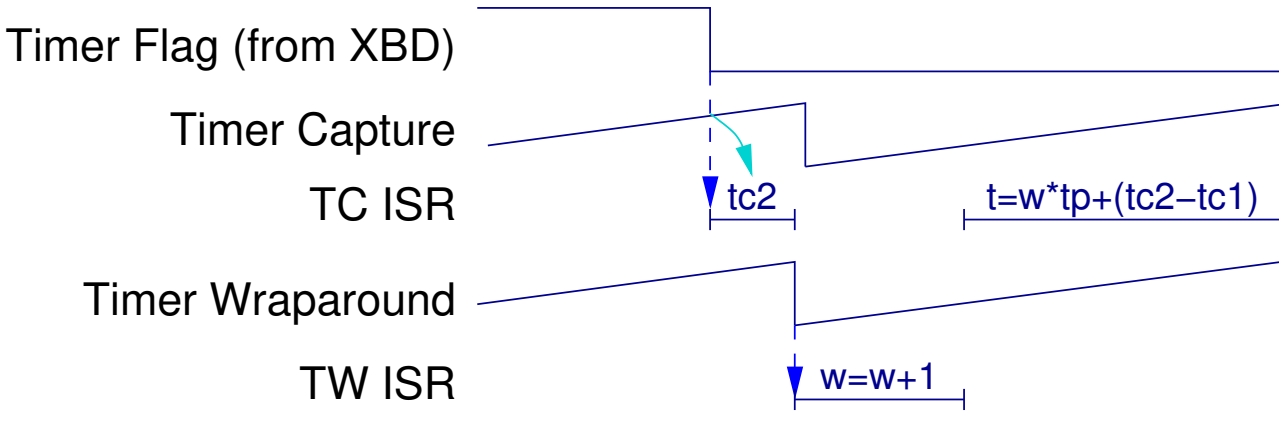 Timer Flag (from XBD)
Timer Capture
TC ISR
tc2
t=w*tp+(tc2−tc1)
Timer Wraparound
TW ISR
w=w+1